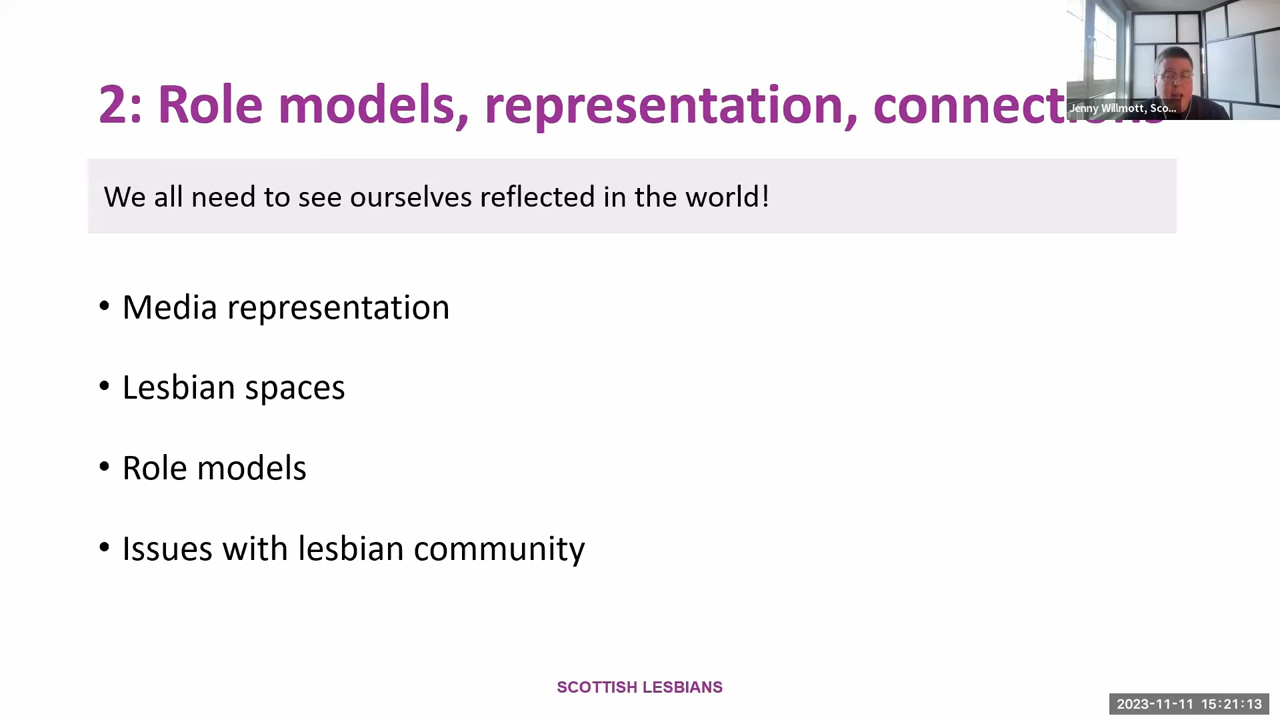 2: Role models, representation, connections
Jenny Willmott, Sco...
We all need to see ourselves reflected in the world!
• Media representation
• Lesbian spaces
• Role models
• Issues with lesbian community
SCOTTISH LESBIANS
2023-11-11 15:21:13